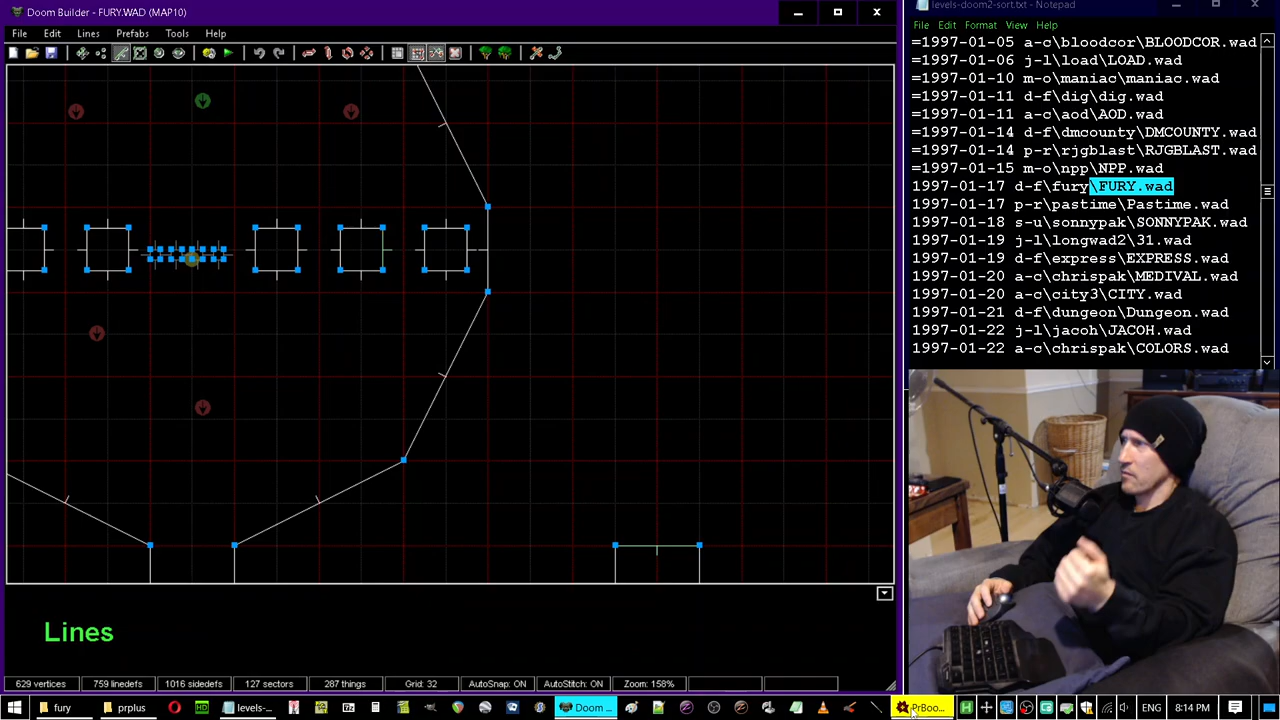 Doom Builder - FURY.WAD (MAP10)
File Edit Lines Prefabs Tools Help
Lines
629 vertices 759 linedefs 1016 sidedefs 127 sectors 287 things Grid: 32 AutoSnap: ON AutoStitch: ON Zoom: 158%
levels-doom2-sort.txt - Notepad
File Edit Format View Help
=1997-01-05 a-c\bloodcor\BLOODCOR.wad
=1997-01-06 j-l\load\LOAD.wad
=1997-01-10 m-o\maniac\maniac.wad
=1997-01-11 d-f\dig\dig.wad
=1997-01-11 a-c\aod\AOD.wad
=1997-01-14 d-f\dmcounty\DMCOUNTY.wad
=1997-01-14 p-r\rjgblast\RJGBLAST.wad
=1997-01-15 m-o\npp\NPP.wad
1997-01-17 d-f\fury\FURY.wad
1997-01-17 p-r\pastime\Pastime.wad
1997-01-18 s-u\sonnypak\SONNYPAK.wad
1997-01-19 j-l\longwad2\31.wad
1997-01-19 d-f\express\EXPRESS.wad
1997-01-20 a-c\chrispak\MEDIVAL.wad
1997-01-20 a-c\city3\CITY.wad
1997-01-21 d-f\dungeon\Dungeon.wad
1997-01-22 j-l\jacoh\JACOH.wad
1997-01-22 a-c\chrispak\COLORS.wad
fury prplus levels-... Doom ... PrBoo... 8:14 PM